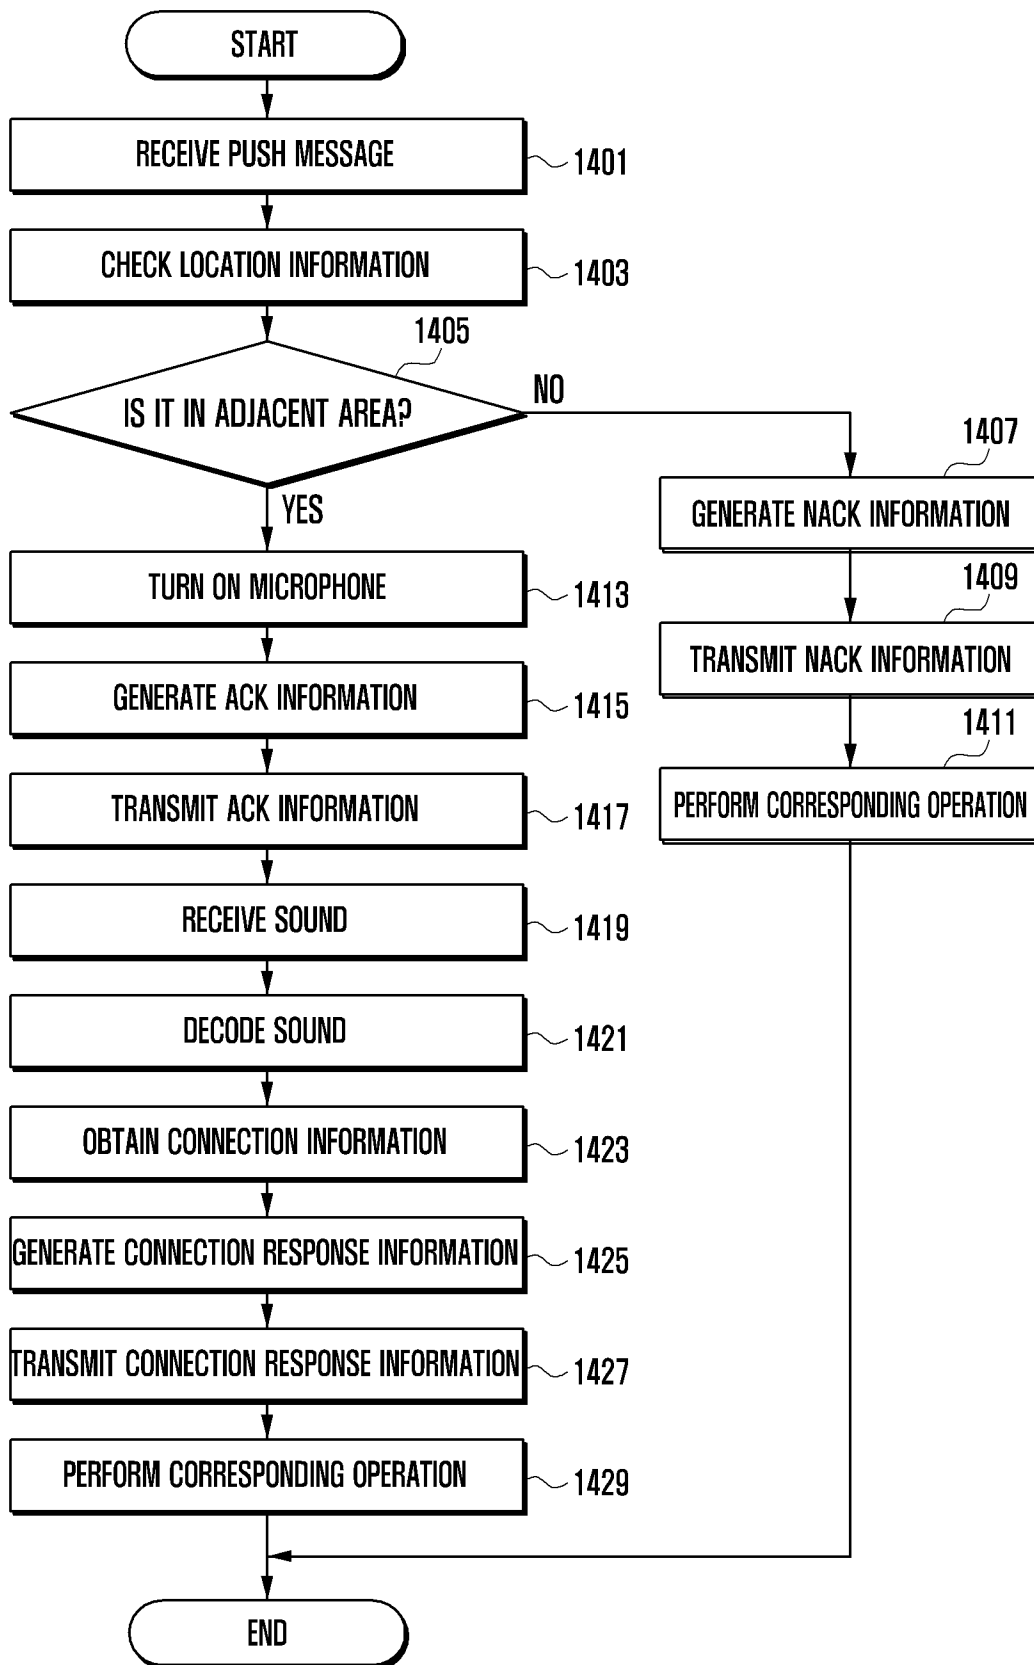 START
RECEIVE PUSH MESSAGE
1401
CHECK LOCATION INFORMATION
1403
1405
IS IT IN ADJACENT AREA?
NO
YES
1407
GENERATE NACK INFORMATION
1409
TRANSMIT NACK INFORMATION
1411
PERFORM CORRESPONDING OPERATION
TURN ON MICROPHONE
1413
GENERATE ACK INFORMATION
1415
TRANSMIT ACK INFORMATION
1417
RECEIVE SOUND
1419
DECODE SOUND
1421
OBTAIN CONNECTION INFORMATION
1423
GENERATE CONNECTION RESPONSE INFORMATION
1425
TRANSMIT CONNECTION RESPONSE INFORMATION
1427
PERFORM CORRESPONDING OPERATION
1429
END